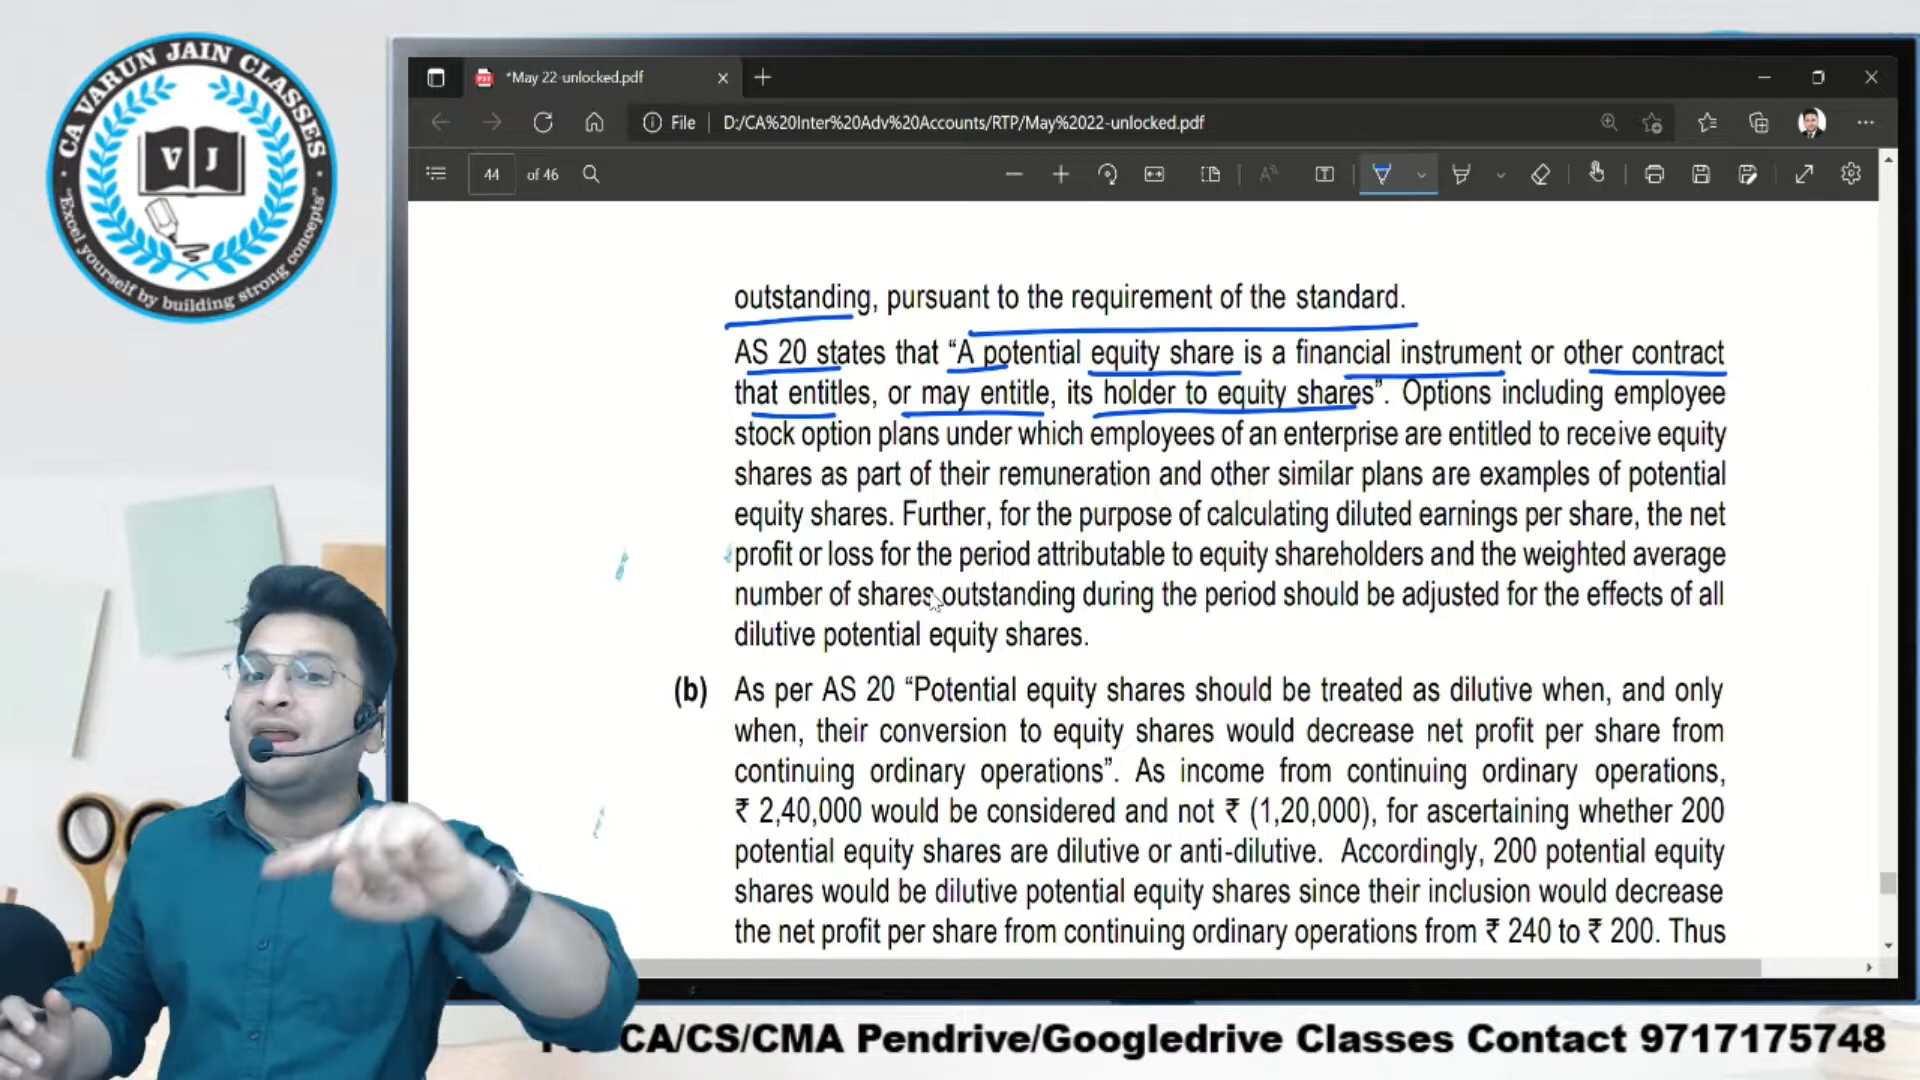 CA VARUN JAIN CLASSES
V J
"Excel yourself by building strong concepts"
*May 22-unlocked.pdf
File D:/CA%20Inter%20Adv%20Accounts/RTP/May%2022-unlocked.pdf
44 of 46
outstanding, pursuant to the requirement of the standard.
AS 20 states that “A potential equity share is a financial instrument or other contract
that entitles, or may entitle, its holder to equity shares”. Options including employee
stock option plans under which employees of an enterprise are entitled to receive equity
shares as part of their remuneration and other similar plans are examples of potential
equity shares. Further, for the purpose of calculating diluted earnings per share, the net
profit or loss for the period attributable to equity shareholders and the weighted average
number of shares outstanding during the period should be adjusted for the effects of all
dilutive potential equity shares.
(b) As per AS 20 “Potential equity shares should be treated as dilutive when, and only
when, their conversion to equity shares would decrease net profit per share from
continuing ordinary operations”. As income from continuing ordinary operations,
₹ 2,40,000 would be considered and not ₹ (1,20,000), for ascertaining whether 200
potential equity shares are dilutive or anti-dilutive. Accordingly, 200 potential equity
shares would be dilutive potential equity shares since their inclusion would decrease
the net profit per share from continuing ordinary operations from ₹ 240 to ₹ 200. Thus
CA/CS/CMA Pendrive/Googledrive Classes Contact 9717175748